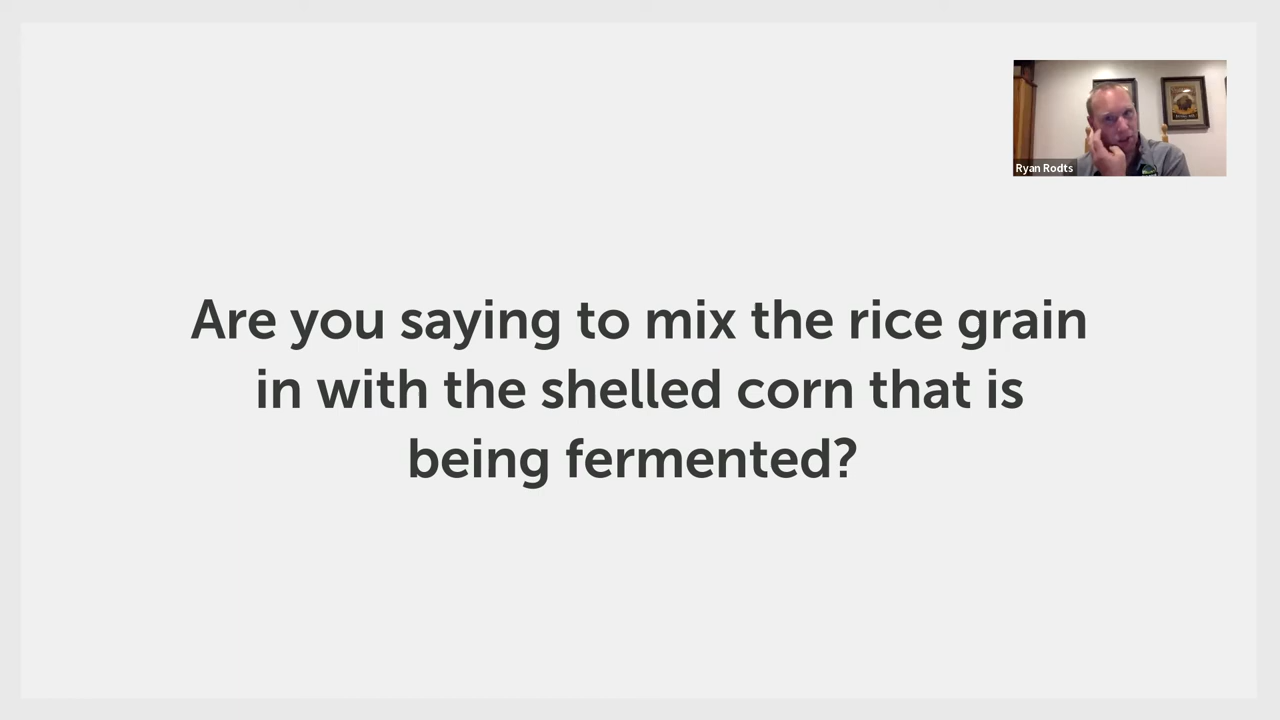 Ryan Rodts
Are you saying to mix the rice grain
in with the shelled corn that is
being fermented?